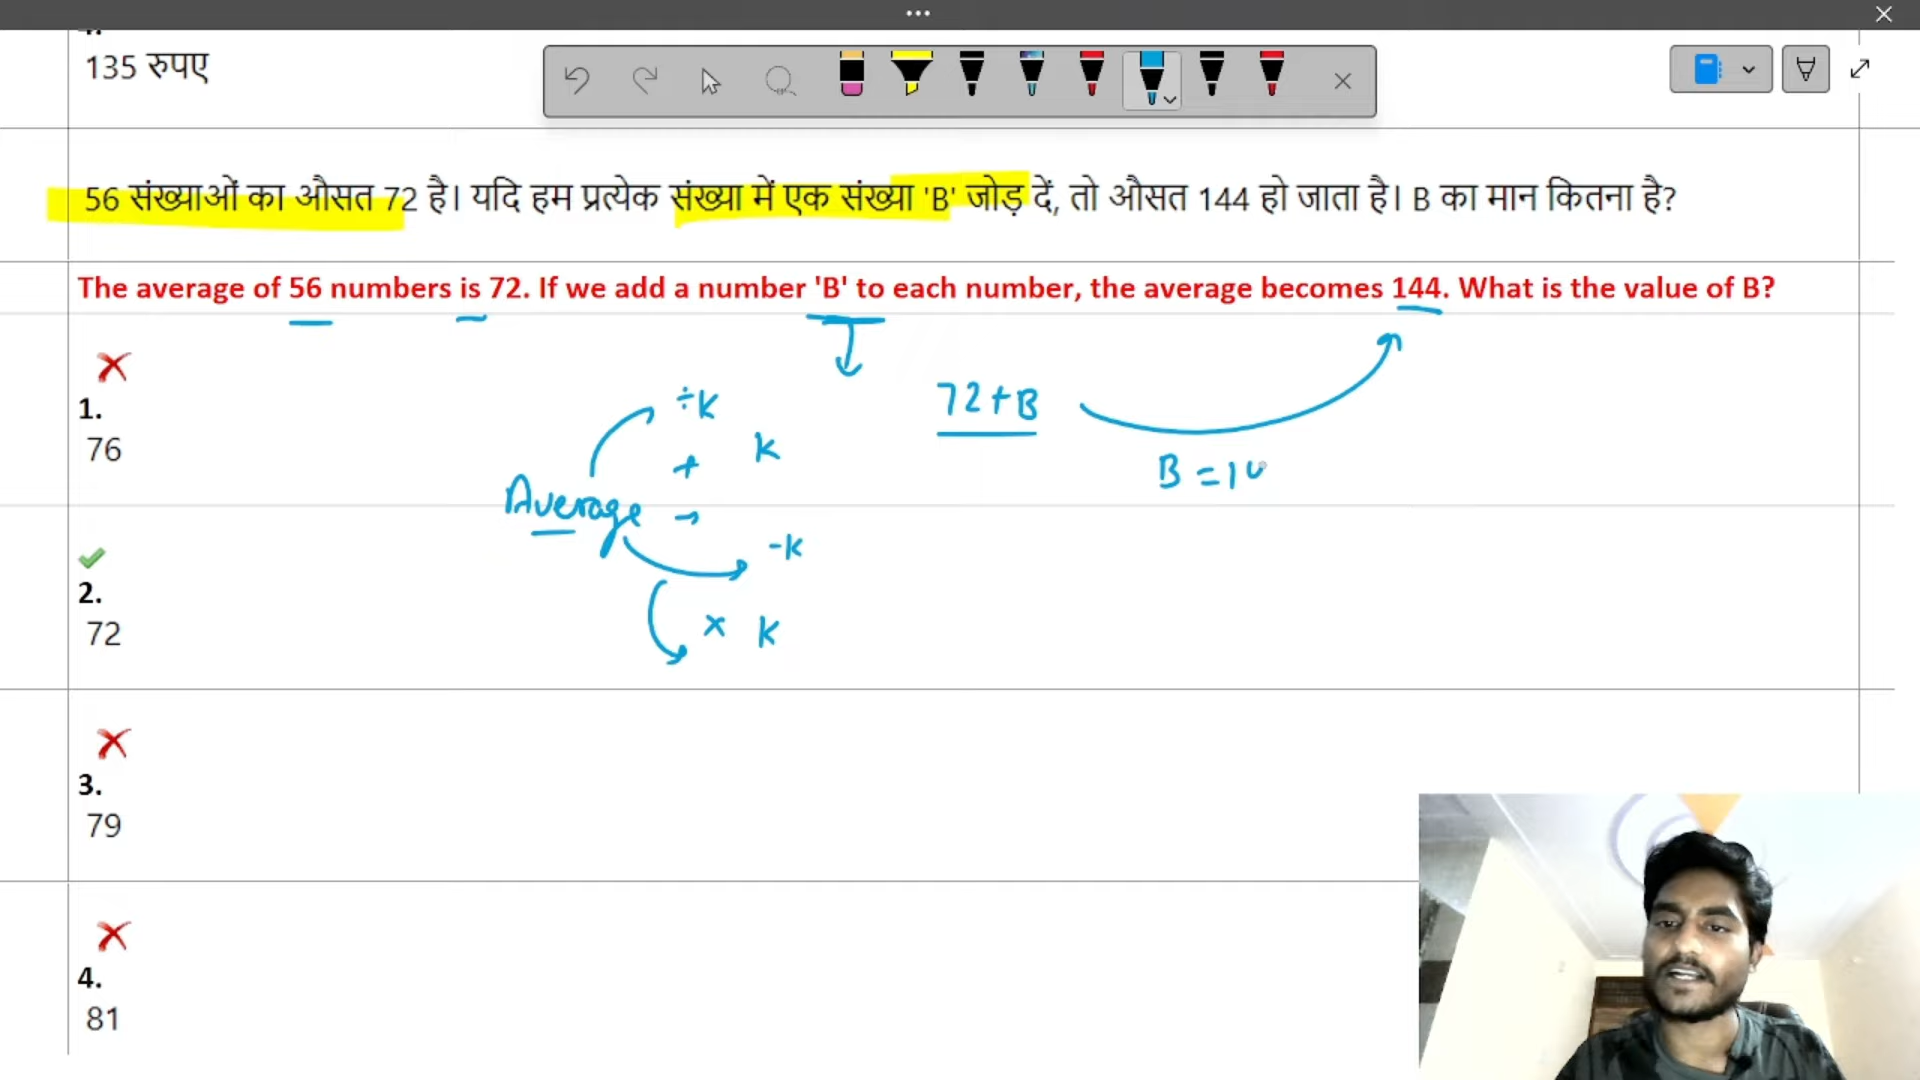 135 रुपए
56 संख्याओं का औसत 72 है। यदि हम प्रत्येक संख्या में एक संख्या 'B' जोड़ दें, तो औसत 144 हो जाता है। B का मान कितना है?
The average of 56 numbers is 72. If we add a number 'B' to each number, the average becomes 144. What is the value of B?
1.
76
÷K
72+B
+ K
B = 14
Average -
-K
2.
72
× K
3.
79
4.
81